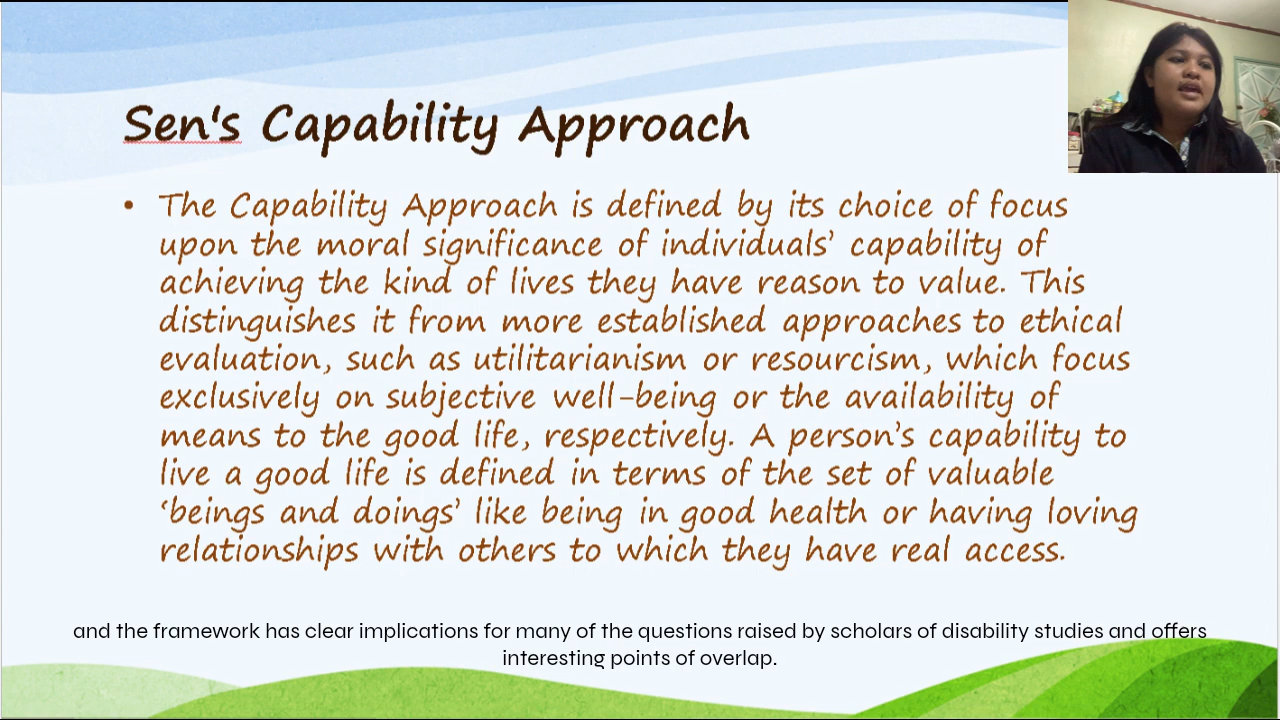 Sen's Capability Approach
• The Capability Approach is defined by its choice of focus
upon the moral significance of individuals’ capability of
achieving the kind of lives they have reason to value. This
distinguishes it from more established approaches to ethical
evaluation, such as utilitarianism or resourcism, which focus
exclusively on subjective well-being or the availability of
means to the good life, respectively. A person’s capability to
live a good life is defined in terms of the set of valuable
‘beings and doings’ like being in good health or having loving
relationships with others to which they have real access.
and the framework has clear implications for many of the questions raised by scholars of disability studies and offers
interesting points of overlap.